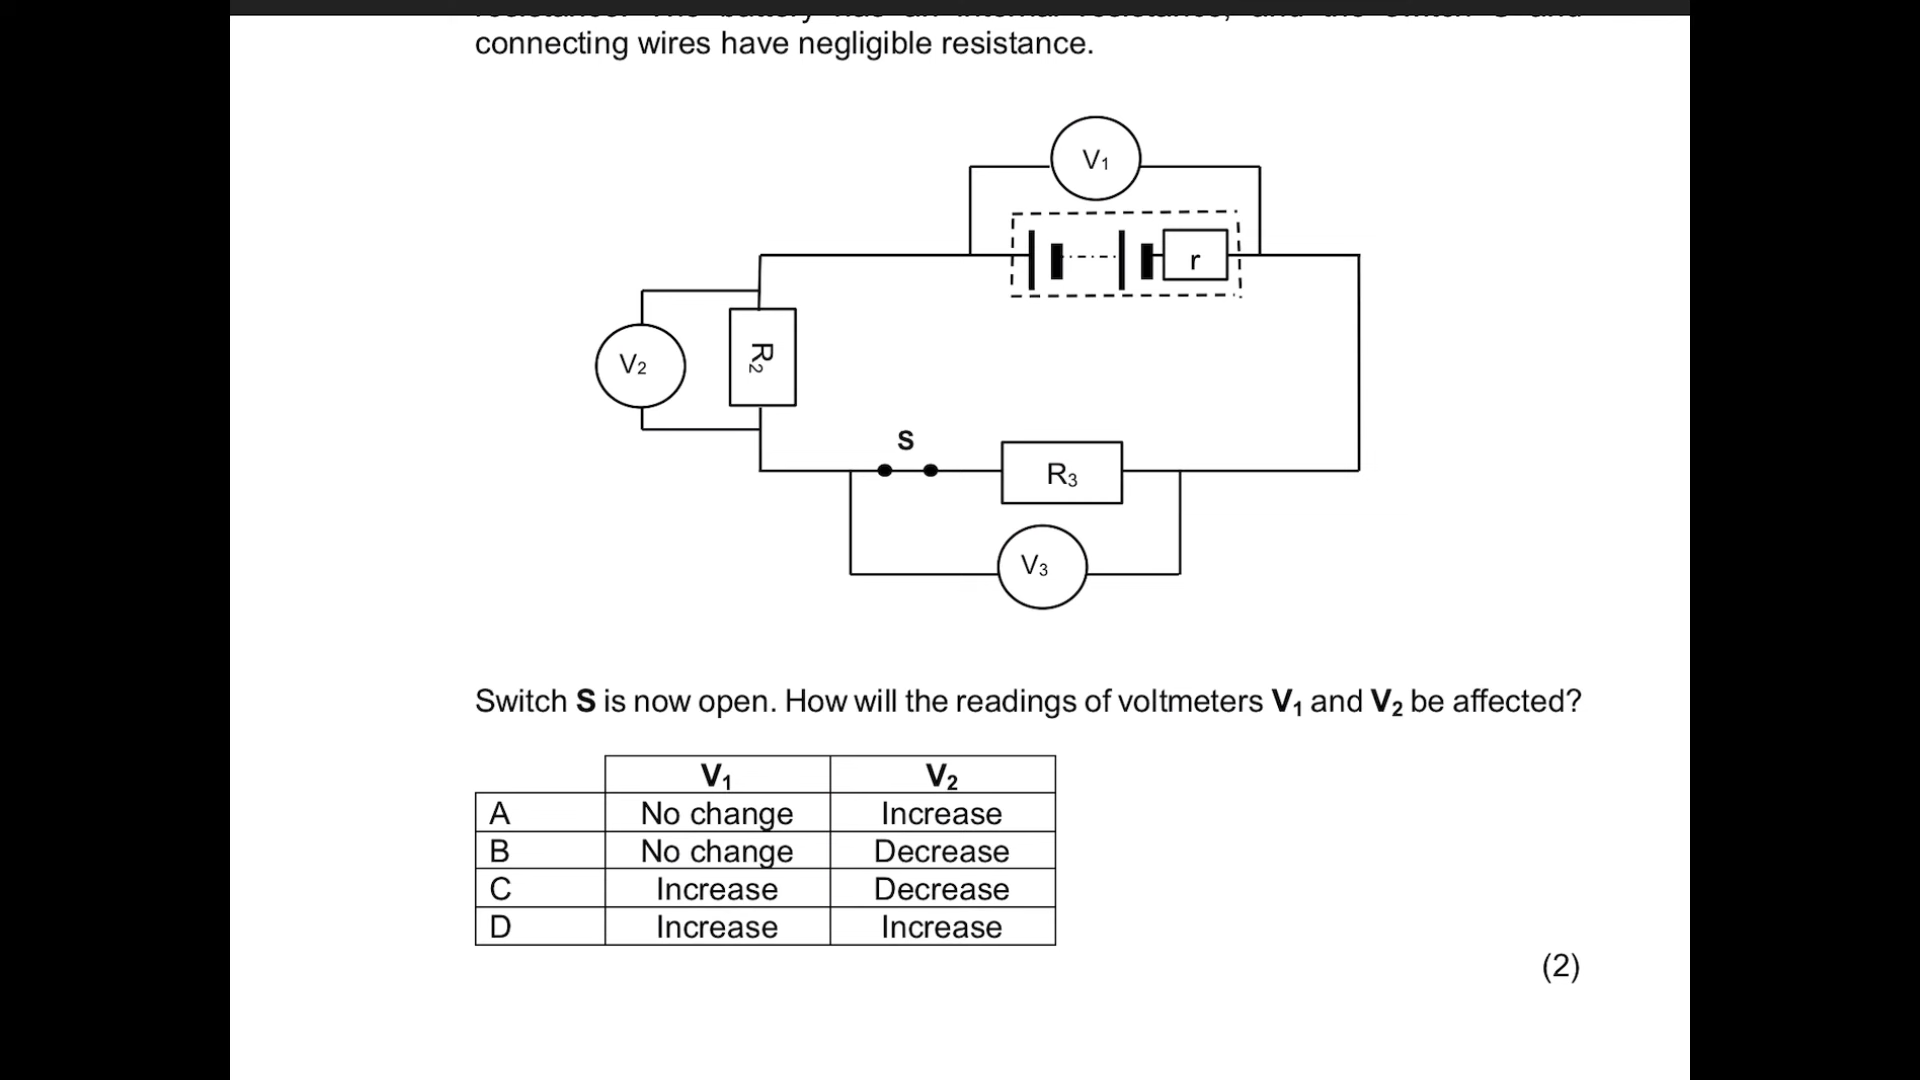 connecting wires have negligible resistance.
V₁
r
V₂
R₂
S
R₃
V₃
Switch S is now open. How will the readings of voltmeters V₁ and V₂ be affected?
V₁ V₂
A No change Increase
B No change Decrease
C Increase Decrease
D Increase Increase
(2)